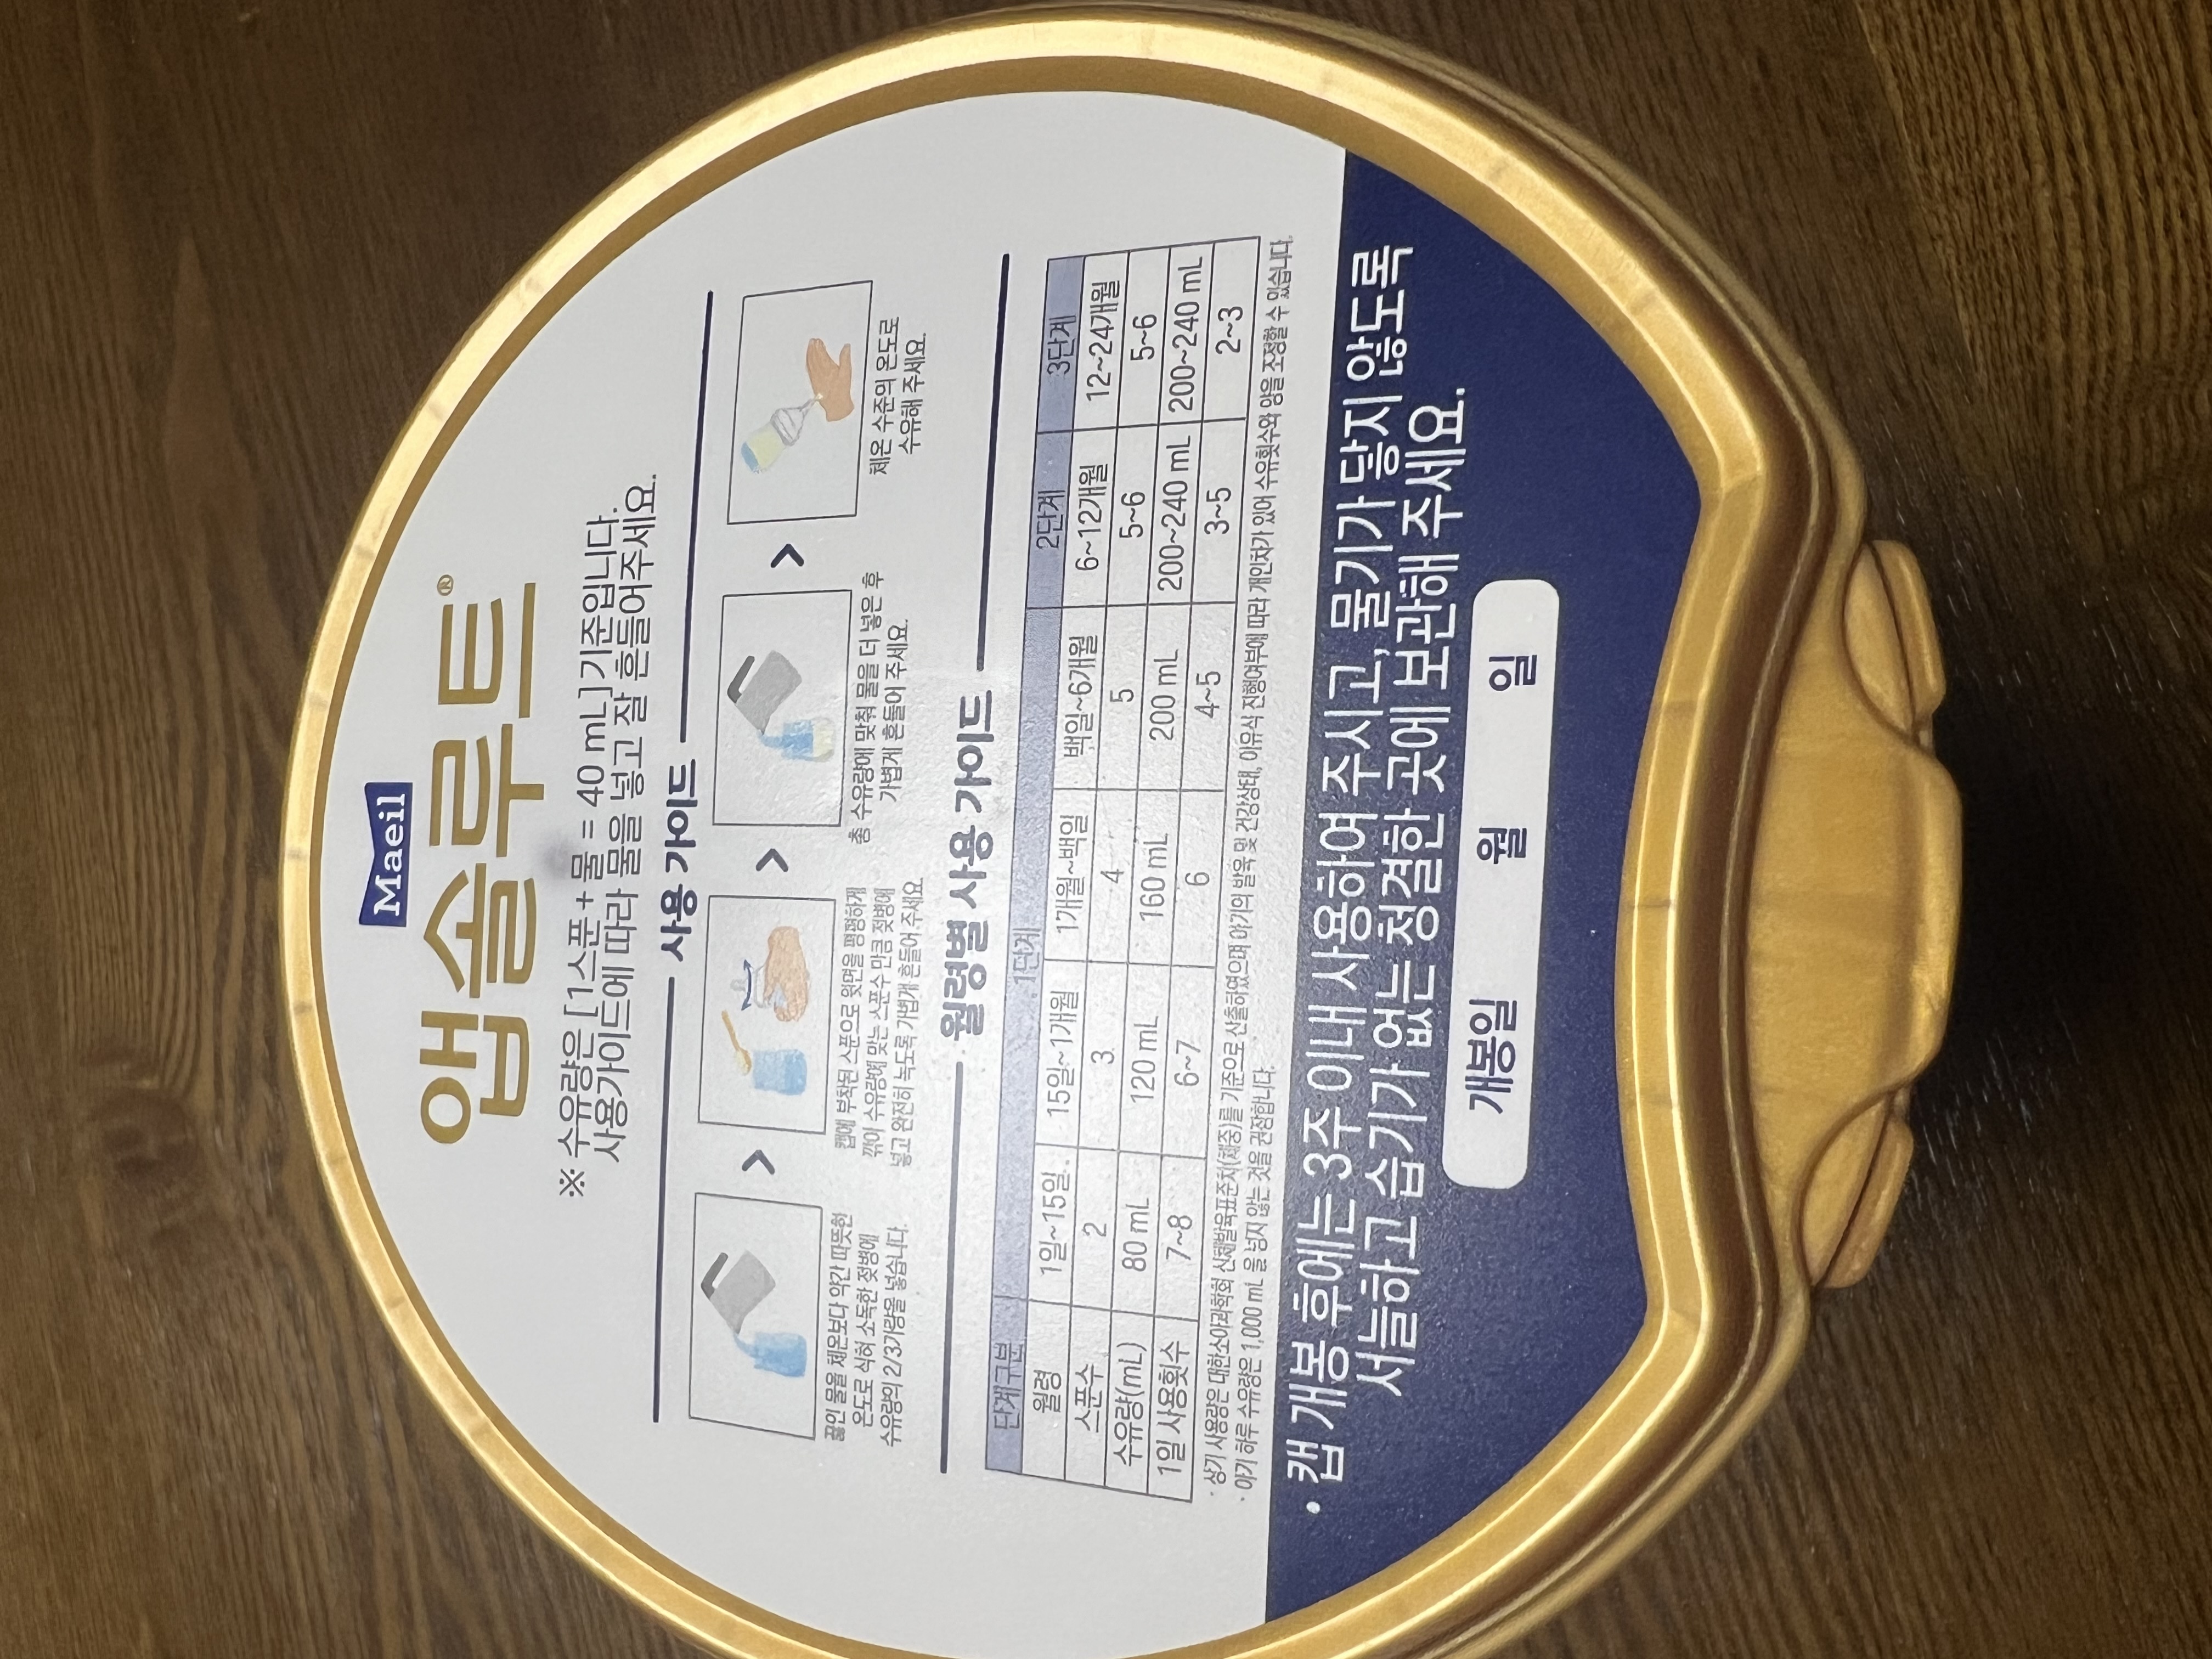 Maeil
앱솔루트®
※ 수유량은 [1스푼+물 = 40 mL]기준입니다.
사용가이드에 따라 물을 넣고 잘 흔들어주세요.
사용 가이드
끓인 물을 체온보다 약간 따뜻한
온도로 식혀 소독한 젖병에
수유량의 2/3가량을 넣습니다.
캡에 부착된 스푼으로 윗면을 평평하게
깎아 수유량에 맞는 스푼수 만큼 젖병에
넣고 완전히 녹도록 가볍게 흔들어 주세요.
총 수유량에 맞춰 물을 더 넣은 후
가볍게 흔들어 주세요.
체온 수준의 온도로
수유해 주세요.
월령별 사용 가이드
단계구분 1단계 2단계 3단계
월령 1일~15일 15일~1개월 1개월~백일 백일~6개월 6~12개월 12~24개월
스푼수 2 3 4 5 5~6 5~6
수유량(mL) 80 mL 120 mL 160 mL 200 mL 200~240 mL 200~240 mL
1일 사용횟수 7~8 6~7 6 4~5 3~5 2~3
· 상기 사용량은 대한소아과학회 신체발육표준치(체중)를 기준으로 산출하였으며 아기의 발육 및 건강상태, 이유식 진행여부에 따라 개인차가 있어 수유횟수와 양을 조정할 수 있습니다.
· 아기 하루 수유량은 1,000 mL 을 넘지 않는 것을 권장합니다.
• 캡 개봉 후에는 3주 이내 사용하여 주시고, 물기가 닿지 않도록
서늘하고 습기가 없는 청결한 곳에 보관해 주세요.
개봉일 월 일